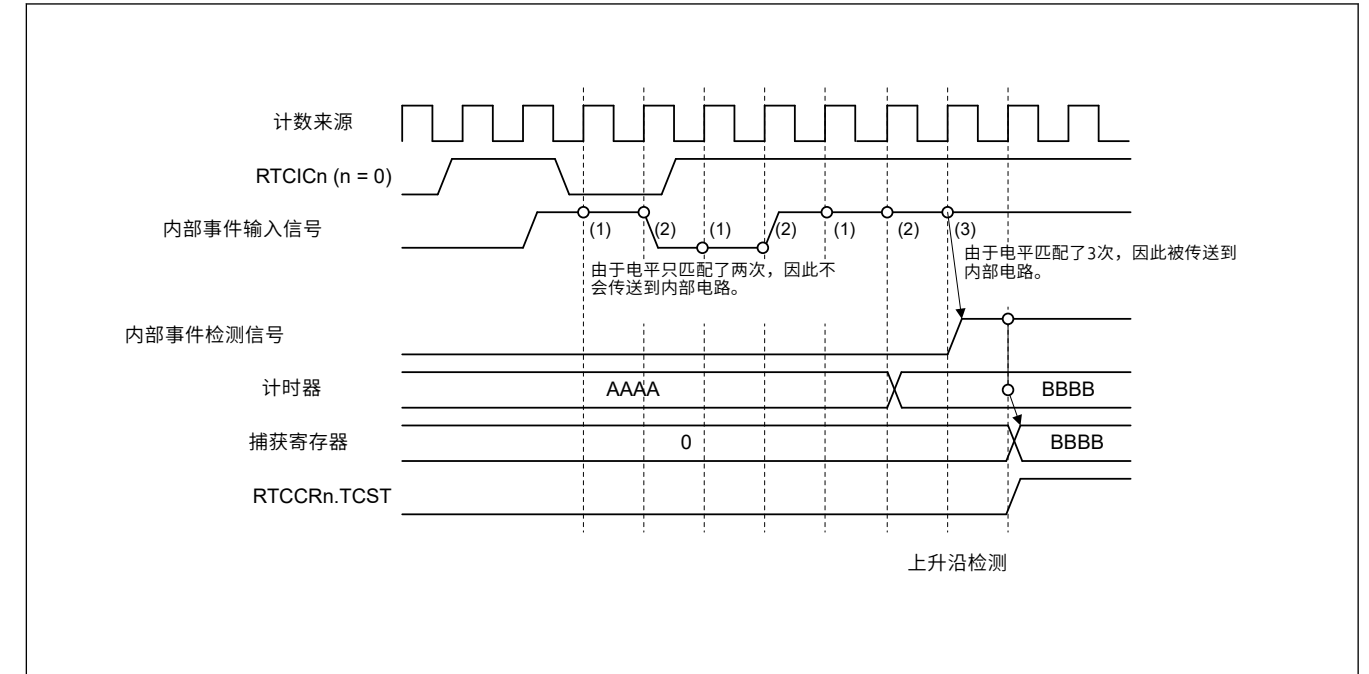 计数来源
RTCICn (n = 0)
内部事件输入信号
(1) (2) (1) (2) (1) (2) (3)
由于电平只匹配了两次，因此不
会传送到内部电路。
由于电平匹配了3次，因此被传送到
内部电路。
内部事件检测信号
计时器 AAAA BBBB
捕获寄存器 0 BBBB
RTCCRn.TCST
上升沿检测